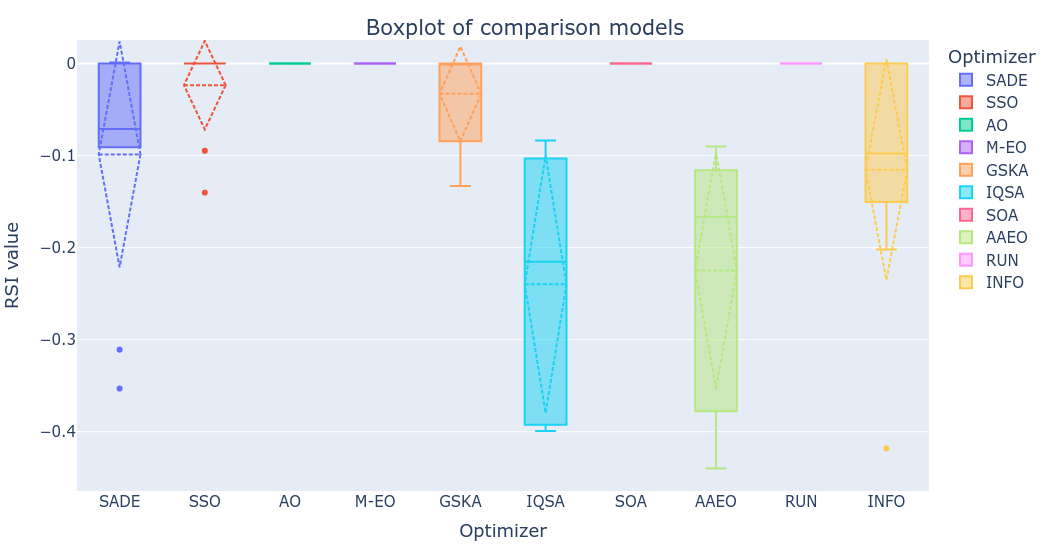 Boxplot of comparison models
RSI value
0
−0.1
−0.2
−0.3
−0.4
SADE
SSO
AO
M-EO
GSKA
IQSA
SOA
AAEO
RUN
INFO
Optimizer
Optimizer
SADE
SSO
AO
M-EO
GSKA
IQSA
SOA
AAEO
RUN
INFO